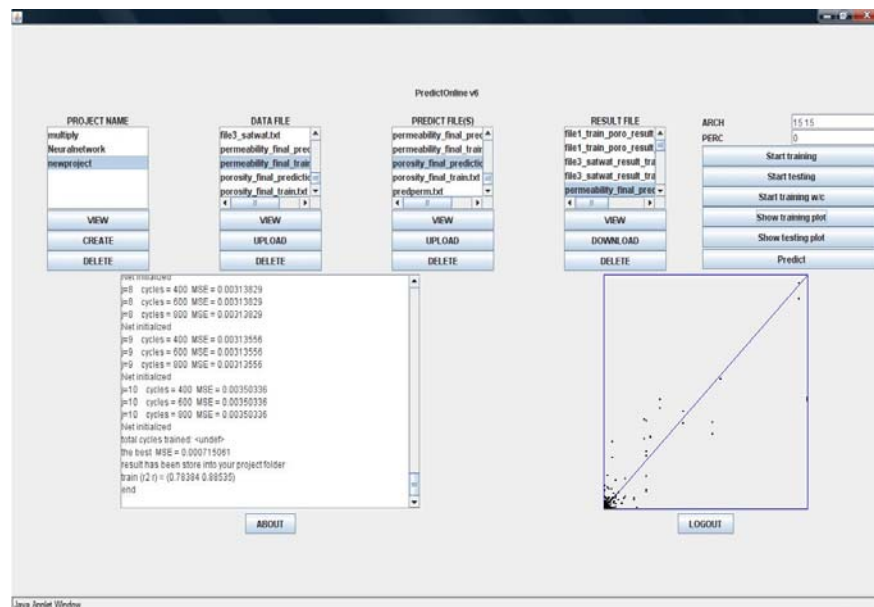 PredictOnline v6
PROJECT NAME
multiply
Neuralnetwork
newproject
VIEW
CREATE
DELETE
DATA FILE
file3_satwat.txt
permeability_final_pred
permeability_final_train
porosity_final_predictio
porosity_final_train.txt
VIEW
UPLOAD
DELETE
PREDICT FILE(S)
permeability_final_pred
permeability_final_train
porosity_final_predictic
porosity_final_train.txt
predperm.txt
VIEW
UPLOAD
DELETE
RESULT FILE
file1_train_poro_result
file1_train_poro_result
file3_satwat_result_tra
file3_satwat_result_tra
permeability_final_prec
VIEW
DOWNLOAD
DELETE
ARCH 15 15
PERC 0
Start training
Start testing
Start training w/c
Show training plot
Show testing plot
Predict
Net initialized
j=8 cycles = 400 MSE = 0.00313829
j=8 cycles = 600 MSE = 0.00313829
j=8 cycles = 800 MSE = 0.00313829
Net initialized
j=9 cycles = 400 MSE = 0.00313556
j=9 cycles = 600 MSE = 0.00313556
j=9 cycles = 800 MSE = 0.00313556
Net initialized
j=10 cycles = 400 MSE = 0.00350336
j=10 cycles = 600 MSE = 0.00350336
j=10 cycles = 800 MSE = 0.00350336
Net initialized
total cycles trained: <undef>
the best MSE = 0.000715061
result has been store into your project folder
train (r2 r) = (0.78384 0.88535)
end
ABOUT
LOGOUT
Java Applet Window